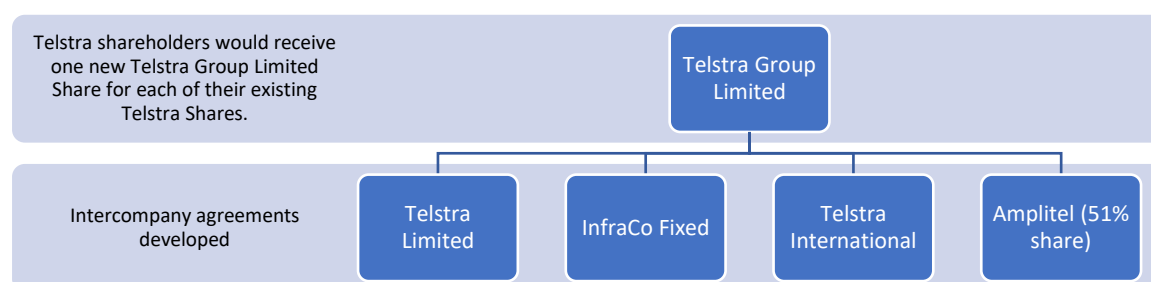 Telstra shareholders would receive
one new Telstra Group Limited
Share for each of their existing
Telstra Shares.
Telstra Group
Limited
Intercompany agreements
developed
Telstra
Limited
InfraCo Fixed
Telstra
International
Amplitel (51%
share)